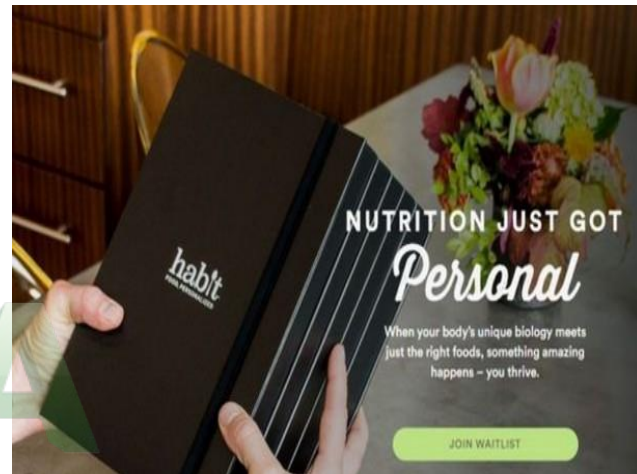 habit
FOOD, PERSONALIZED
NUTRITION JUST GOT
Personal
When your body's unique biology meets
just the right foods, something amazing
happens – you thrive.
JOIN WAITLIST